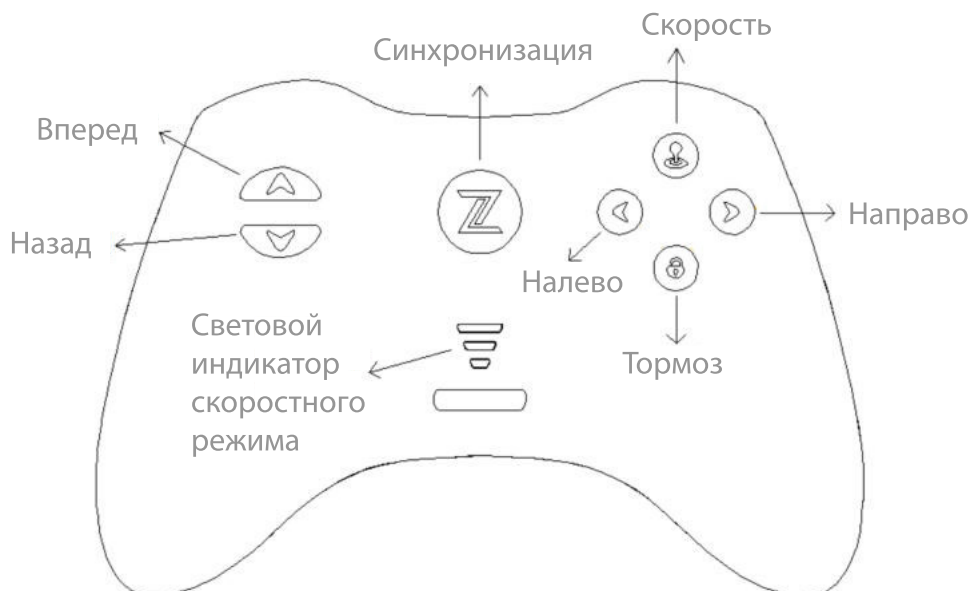 Скорость
Синхронизация
Вперед
Направо
Назад
Налево
Световой
индикатор
скоростного
режима
Тормоз
Z